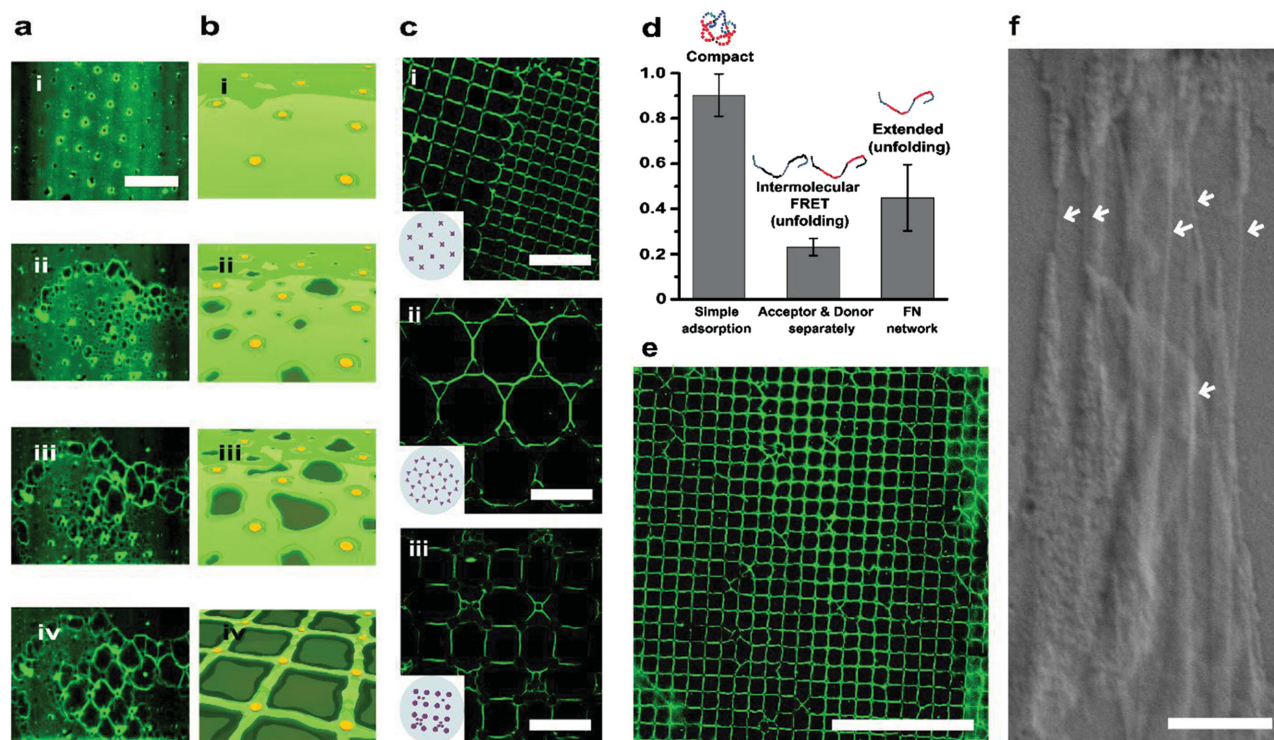 a
i
ii
iii
iv
b
i
ii
iii
iv
c
i
ii
iii
d
Compact
1.0
0.8
0.6
0.4
0.2
0
Extended
(unfolding)
Intermolecular
FRET
(unfolding)
Simple
adsorption
Acceptor & Donor
separately
FN
network
e
f